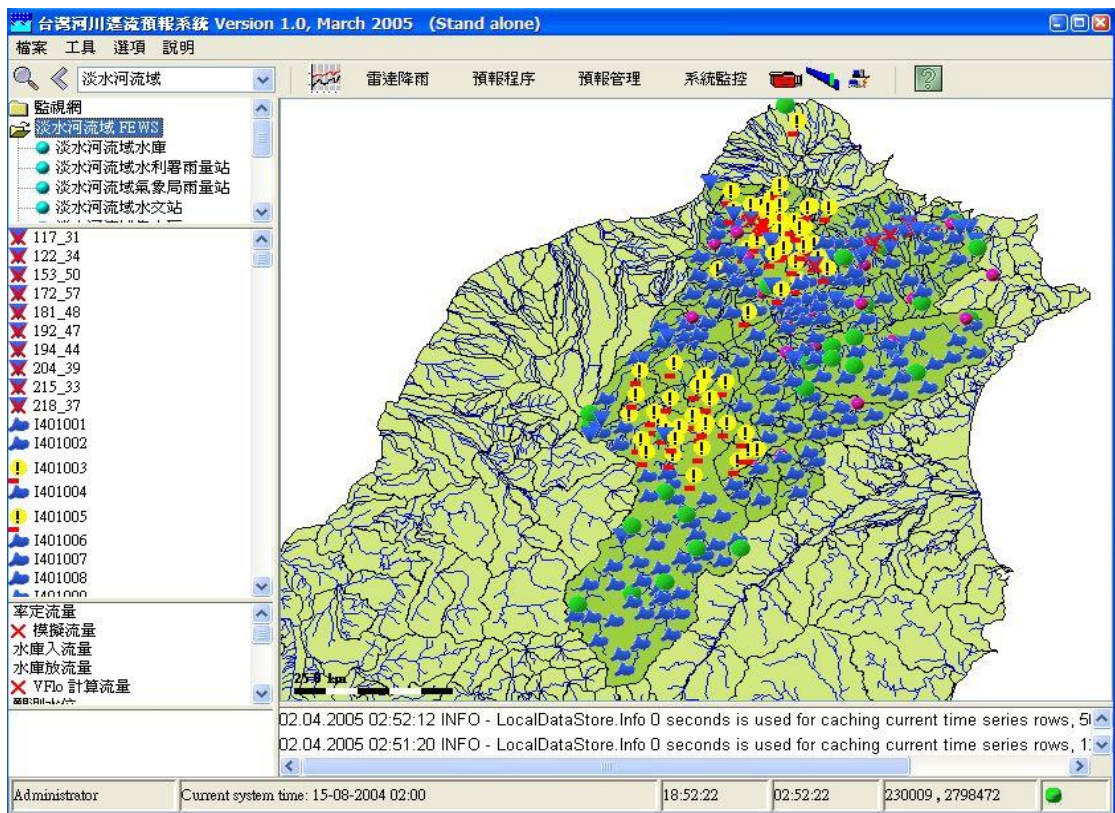 台灣河川逕流預報系統 Version 1.0, March 2005 (Stand alone)
檔案 工具 選項 說明
淡水河流域 雷達降雨 預報程序 預報管理 系統監控
監視網
淡水河流域 FEWS
淡水河流域水庫
淡水河流域水利署雨量站
淡水河流域氣象局雨量站
淡水河流域水文站
117_31
122_34
153_50
172_57
181_48
192_47
194_44
204_39
215_33
218_37
I401001
I401002
I401003
I401004
I401005
I401006
I401007
I401008
I401009
率定流量
模擬流量
水庫入流量
水庫放流量
VFlo 計算流量
觀測水位
25.0 km
02.04.2005 02:52:12 INFO - LocalDataStore.Info 0 seconds is used for caching current time series rows,
02.04.2005 02:51:20 INFO - LocalDataStore.Info 0 seconds is used for caching current time series rows,
Administrator Current system time: 15-08-2004 02:00 18:52:22 02:52:22 230009 , 2798472